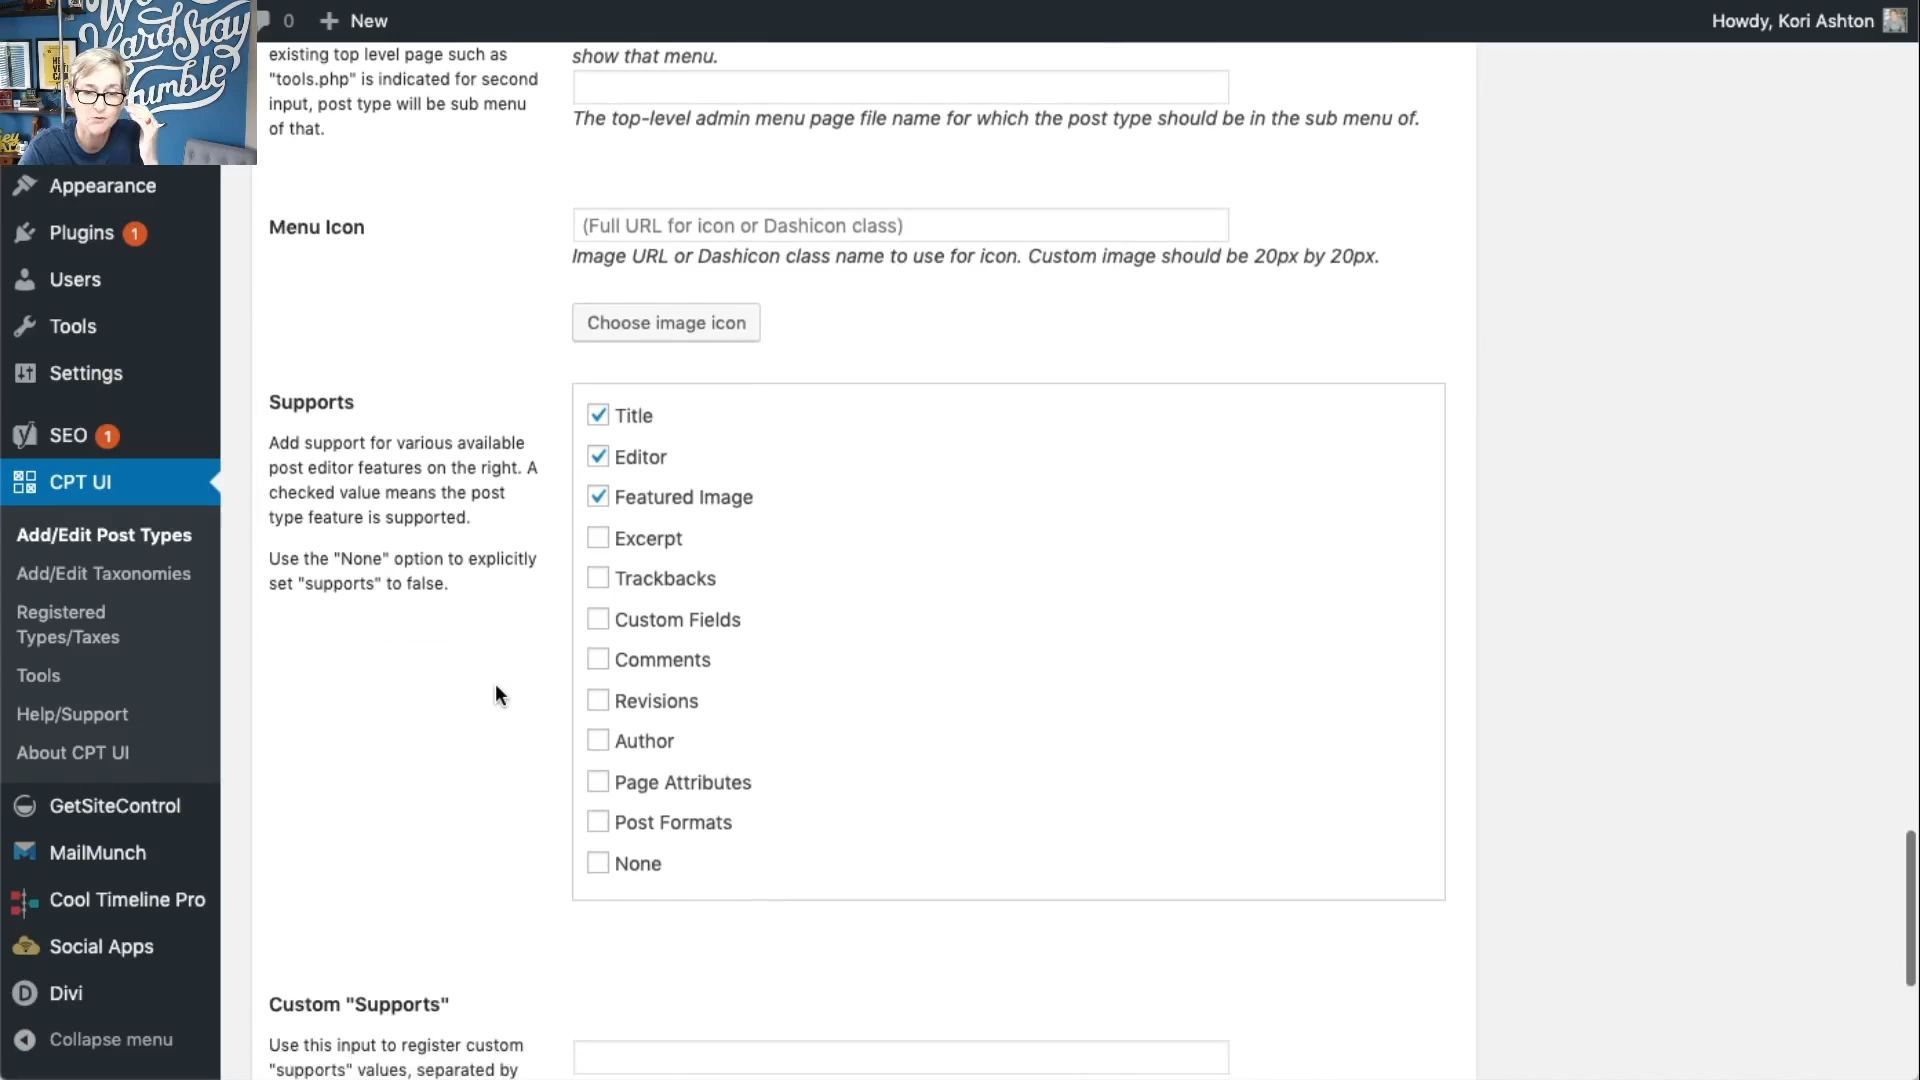 We
Hard Stay
Humble
0
New
Howdy, Kori Ashton
existing top level page such as
"tools.php" is indicated for second
input, post type will be sub menu
of that.
show that menu.
The top-level admin menu page file name for which the post type should be in the sub menu of.
Appearance
Plugins 1
Users
Tools
Settings
SEO 1
CPT UI
Add/Edit Post Types
Add/Edit Taxonomies
Registered
Types/Taxes
Tools
Help/Support
About CPT UI
GetSiteControl
MailMunch
Cool Timeline Pro
Social Apps
Divi
Collapse menu
Menu Icon
(Full URL for icon or Dashicon class)
Image URL or Dashicon class name to use for icon. Custom image should be 20px by 20px.
Choose image icon
Supports
Add support for various available
post editor features on the right. A
checked value means the post
type feature is supported.
Use the "None" option to explicitly
set "supports" to false.
Title
Editor
Featured Image
Excerpt
Trackbacks
Custom Fields
Comments
Revisions
Author
Page Attributes
Post Formats
None
Custom "Supports"
Use this input to register custom
"supports" values, separated by